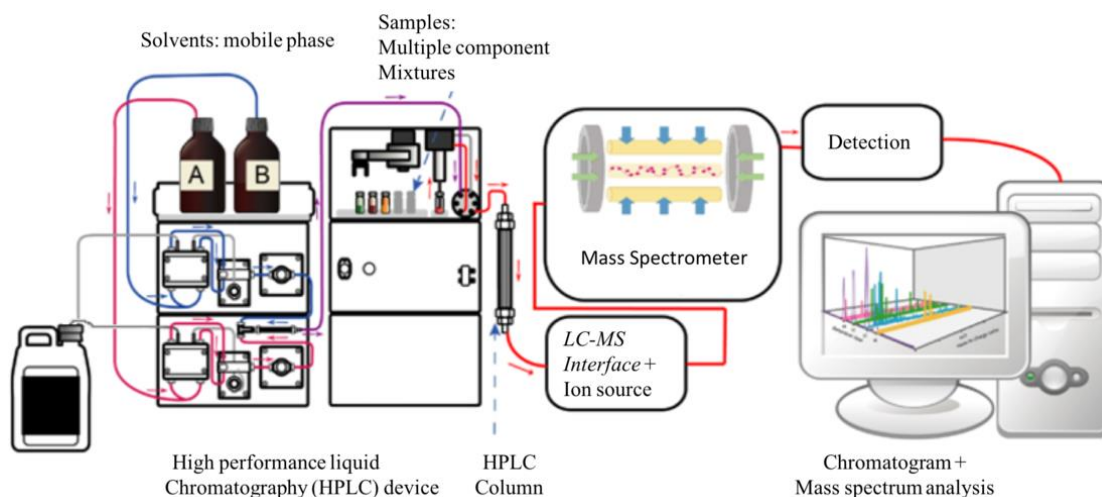 Solvents: mobile phase
Samples:
Multiple component
Mixtures
A
B
Mass Spectrometer
Detection
LC-MS
Interface +
Ion source
High performance liquid
Chromatography (HPLC) device
HPLC
Column
Chromatogram +
Mass spectrum analysis